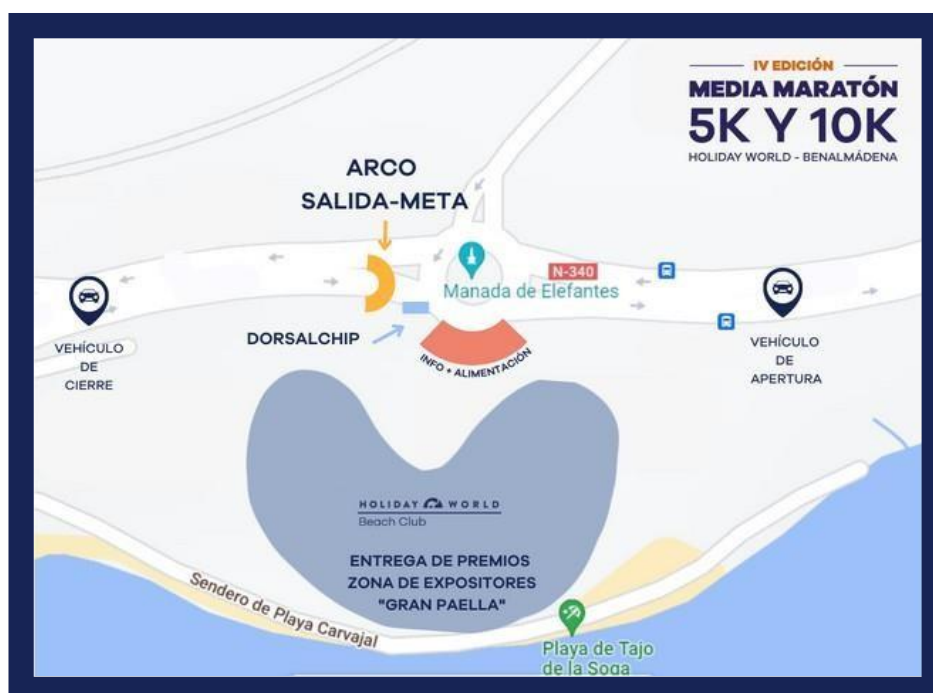 IV EDICIÓN
MEDIA MARATÓN
5K Y 10K
HOLIDAY WORLD - BENALMÁDENA
ARCO
SALIDA-META
N-340
Manada de Elefantes
VEHÍCULO
DE
CIERRE
DORSALCHIP
INFO + ALIMENTACIÓN
VEHÍCULO
DE
APERTURA
HOLIDAY WORLD
Beach Club
ENTREGA DE PREMIOS
ZONA DE EXPOSITORES
"GRAN PAELLA"
Sendero de Playa Carvajal
Playa de Tajo
de la Soga